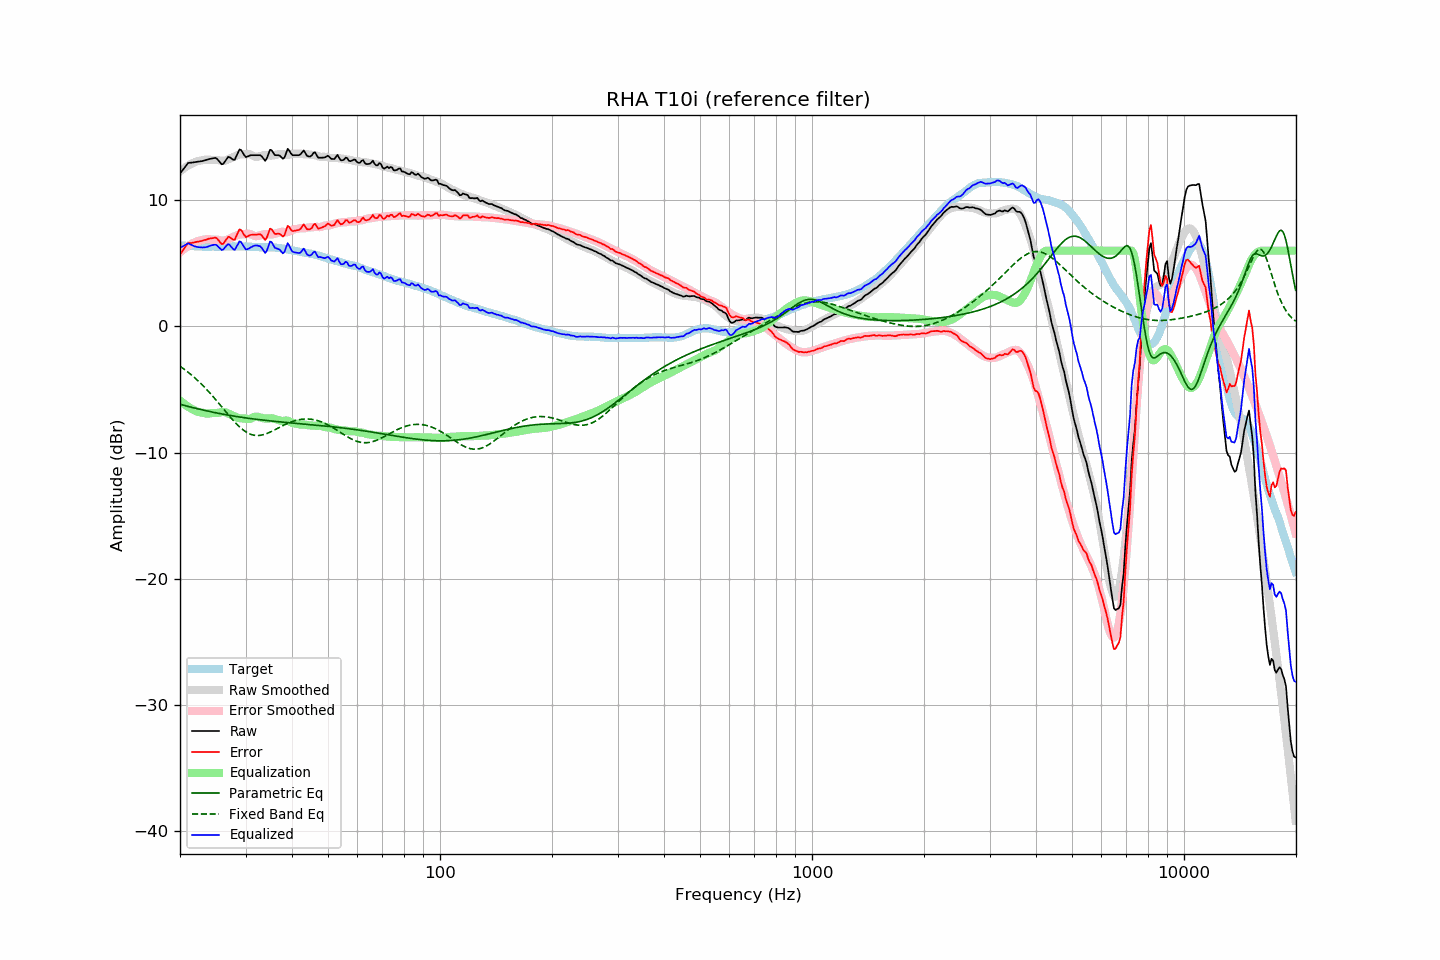 RHA T10i (reference filter)
Amplitude (dBr)
10
0
−10
−20
−30
−40
Target
Raw Smoothed
Error Smoothed
Raw
Error
Equalization
Parametric Eq
Fixed Band Eq
Equalized
100
1000
10000
Frequency (Hz)